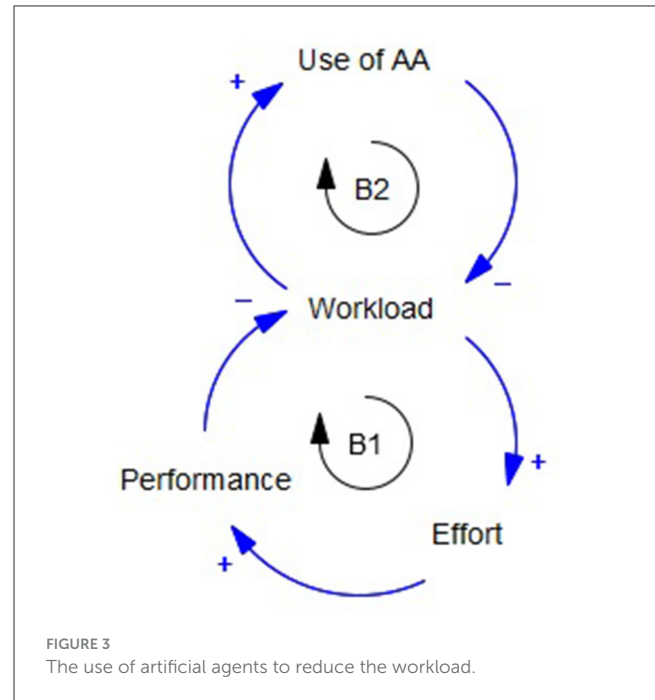 Use of AA
+
B2
−
− Workload
B1
+
Performance
Effort
+
FIGURE 3
The use of artificial agents to reduce the workload.